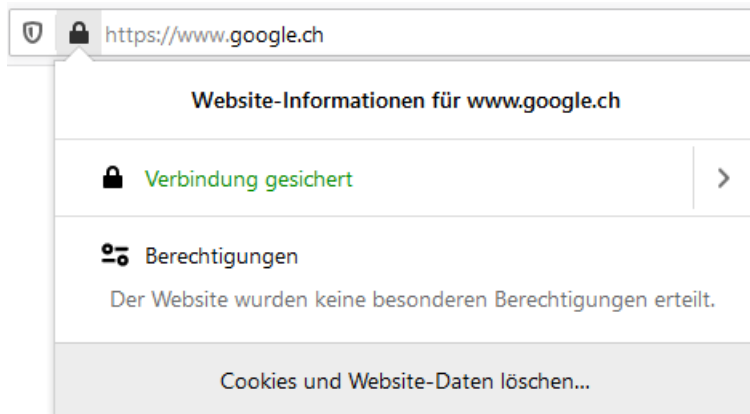 https://www.google.ch
Website-Informationen für www.google.ch
Verbindung gesichert
Berechtigungen
Der Website wurden keine besonderen Berechtigungen erteilt.
Cookies und Website-Daten löschen...